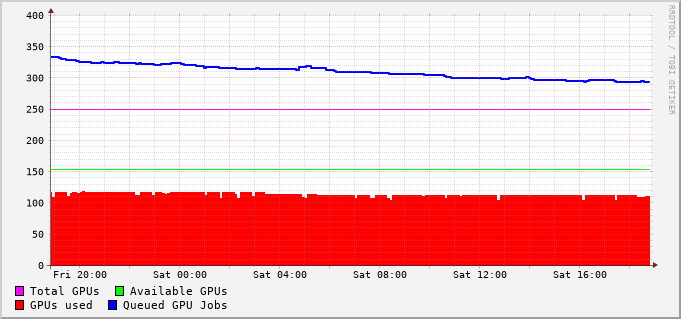 400
350
300
250
200
150
100
50
0
Fri 20:00 Sat 00:00 Sat 04:00 Sat 08:00 Sat 12:00 Sat 16:00
Total GPUs Available GPUs
GPUs used Queued GPU Jobs
RRDTOOL / TOBI OETIKER